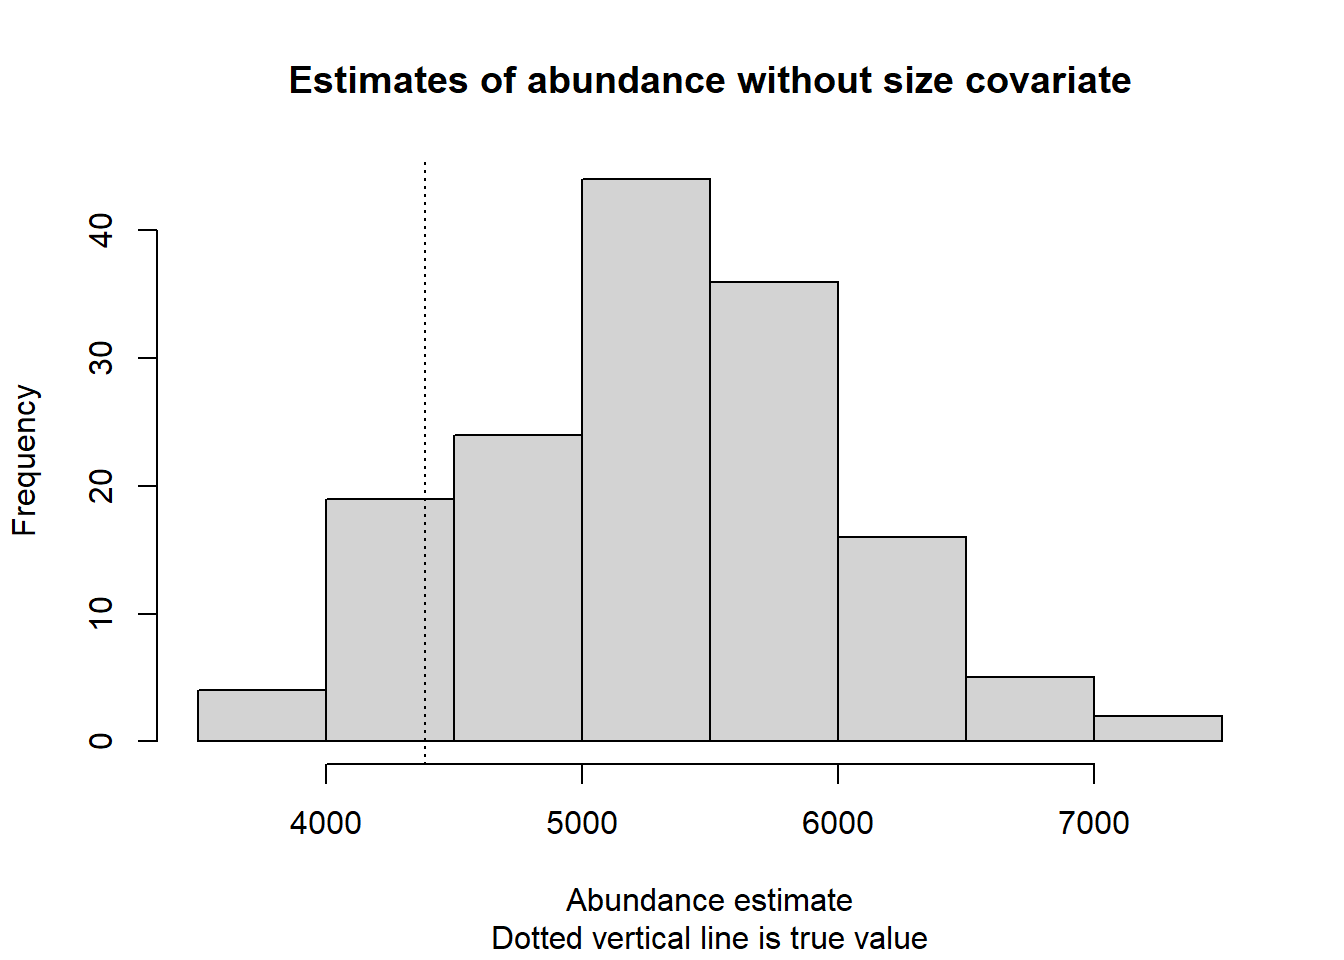 Estimates of abundance without size covariate
Frequency
40
30
20
10
0
4000 5000 6000 7000
Abundance estimate
Dotted vertical line is true value